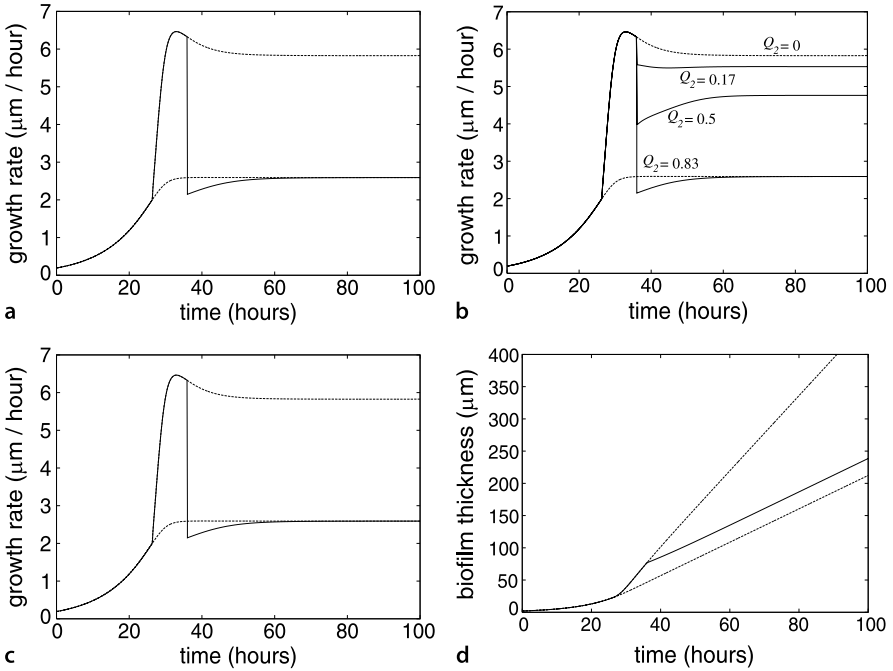 7
6
5
4
3
2
1
0
growth rate (μm / hour)
0 20 40 60 80 100
time (hours)
a
7
6
5
4
3
2
1
0
growth rate (μm / hour)
Q2= 0
Q2= 0.17
Q2= 0.5
Q2= 0.83
0 20 40 60 80 100
time (hours)
b
7
6
5
4
3
2
1
0
growth rate (μm / hour)
0 20 40 60 80 100
time (hours)
c
400
350
300
250
200
150
100
50
0
biofilm thickness (μm)
0 20 40 60 80 100
time (hours)
d